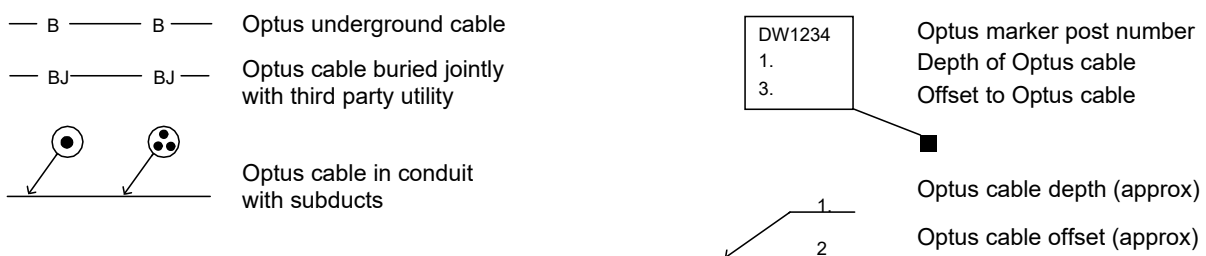 B B Optus underground cable
BJ BJ Optus cable buried jointly
with third party utility
Optus cable in conduit
with subducts
DW1234 Optus marker post number
1. Depth of Optus cable
3. Offset to Optus cable
Optus cable depth (approx)
1.
Optus cable offset (approx)
2